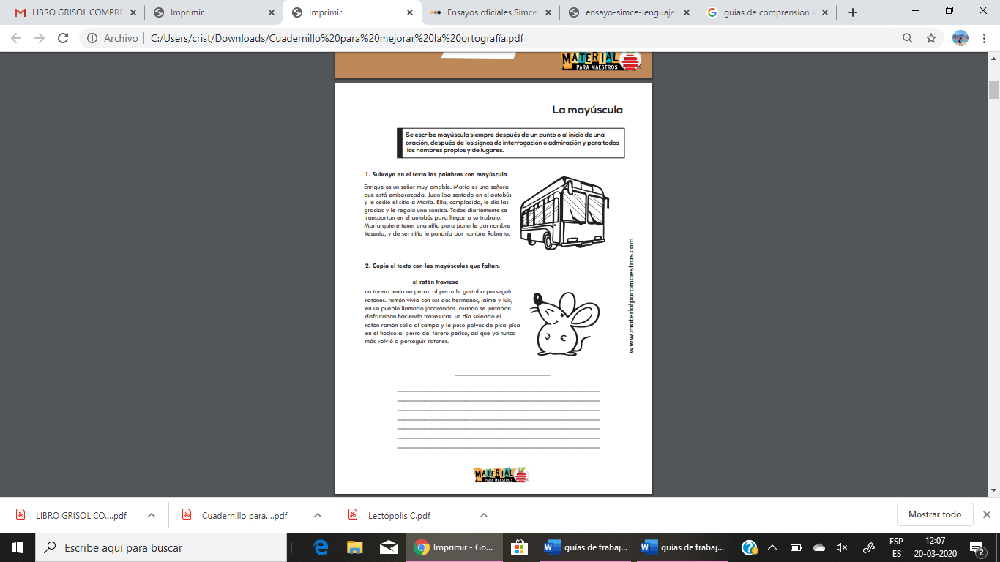 LIBRO GRISOL COMPRE
Imprimir
Imprimir
Ensayos oficiales Simce
ensayo-simce-lenguaje
guias de comprension l
Archivo
C:/Users/crist/Downloads/Cuadernillo%20para%20mejorar%20la%20ortografía.pdf
MATERIAL
PARA MAESTROS
La mayúscula
Se escribe mayúscula siempre después de un punto o al inicio de una
oración, después de los signos de interrogación o admiración y para todos
los nombres propios y de lugares.
1. Subraya en el texto las palabras con mayúscula.
Enrique es un señor muy amable. María es una señora
que está embarazada. Juan iba sentado en el autobús
y le cedió el sitio a María. Ella, complacida, le dio las
gracias y le regaló una sonrisa. Todos diariamente se
transportan en el autobús para llegar a su trabajo.
María quiere tener una niña para ponerle por nombre
Yesenia, y de ser niño le pondría por nombre Roberto.
2. Copia el texto con las mayúsculas que faltan.
el ratón travieso
un torero tenía un perro. al perro le gustaba perseguir
ratones. ramón vivia con sus dos hermanos, jaime y luis,
en un pueblo llamado jacarandas. cuando se juntaban
disfrutaban haciendo travesuras. un día soleado el
ratón ramón salio al campo y le puso polvos de pica-pica
en el hocico al perro del torero perico, así que ya nunca
más volvió a perseguir ratones.
www.materialparamaestros.com
MATERIAL
PARA MAESTROS
LIBRO GRISOL CO....pdf
Cuadernillo para....pdf
Lectópolis C.pdf
Mostrar todo
Escribe aquí para buscar
Imprimir - Go...
guías de trabaj...
guías de trabaj...
ESP
ES
12:07
20-03-2020
2